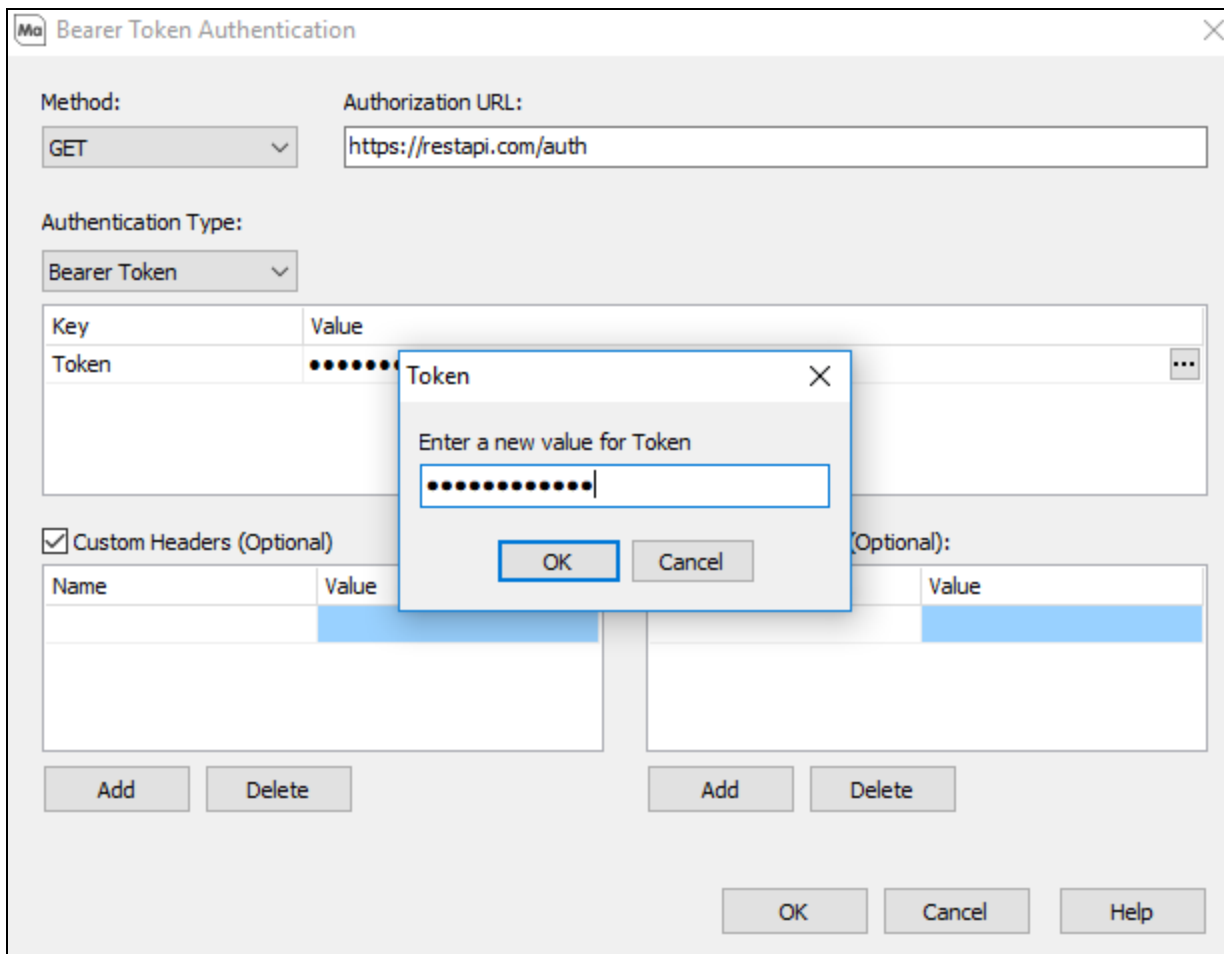 Ma Bearer Token Authentication
Method: Authorization URL:
GET https://restapi.com/auth
Authentication Type:
Bearer Token
Key Value
Token ••••••• ...
Token
Enter a new value for Token
••••••••••••
OK Cancel
Custom Headers (Optional) (Optional):
Name Value Value
Add Delete Add Delete
OK Cancel Help